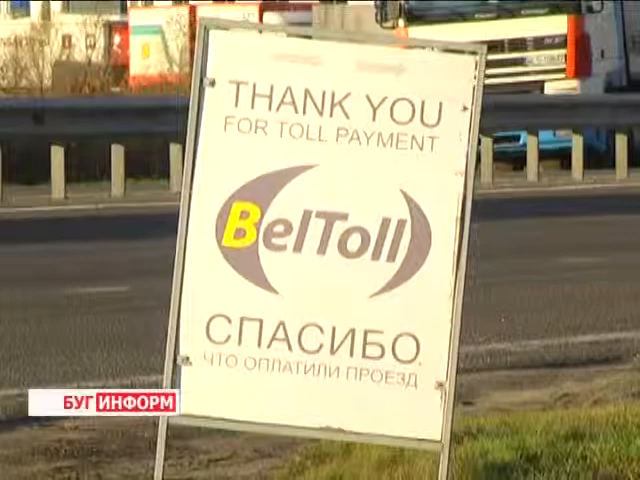 THANK YOU
FOR TOLL PAYMENT
BelToll
СПАСИБО
ЧТО ОПЛАТИЛИ ПРОЕЗД
БУГ ИНФОРМ